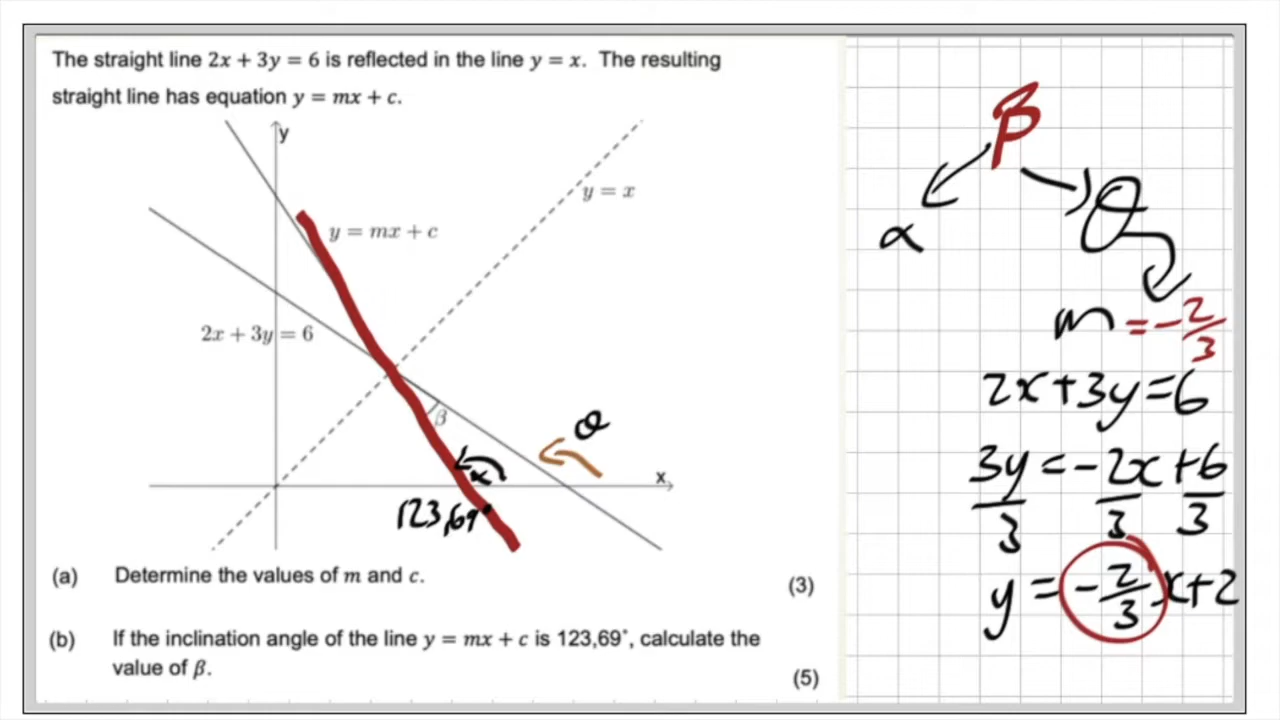 The straight line 2x + 3y = 6 is reflected in the line y = x. The resulting
straight line has equation y = mx + c.
y
y = x
y = mx + c
2x + 3y = 6
β
θ
α
x
123,69°
(a) Determine the values of m and c.
(3)
(b) If the inclination angle of the line y = mx + c is 123,69°, calculate the
value of β.
(5)
β
α
θ
m = -2/3
2x+3y=6
3y = -2x +6
3 3 3
y = -2/3 x+2